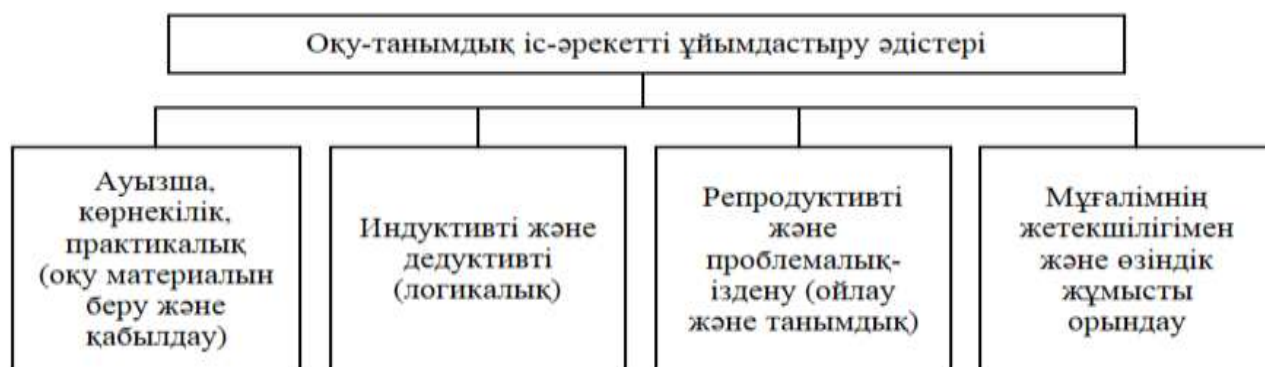 Оқу-танымдық іс-әрекетті ұйымдастыру әдістері
Ауызша,
көрнекілік,
практикалық
(оқу материалын
беру және
қабылдау)
Индуктивті және
дедуктивті
(логикалық)
Репродуктивті
және
проблемалық-
іздену (ойлау
және танымдық)
Мұғалімнің
жетекшілігімен
және өзіндік
жұмысты
орындау